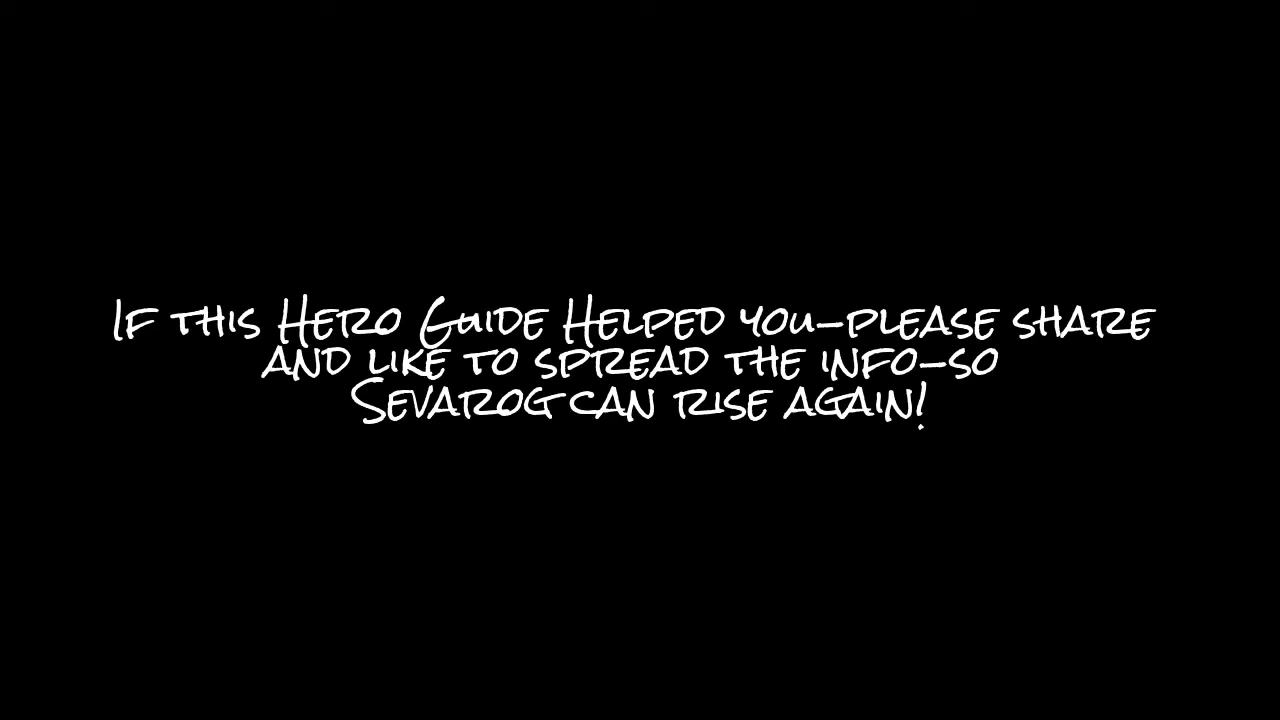 If this Hero Guide Helped you-please share
and like to spread the info-so
Sevarog can rise again!